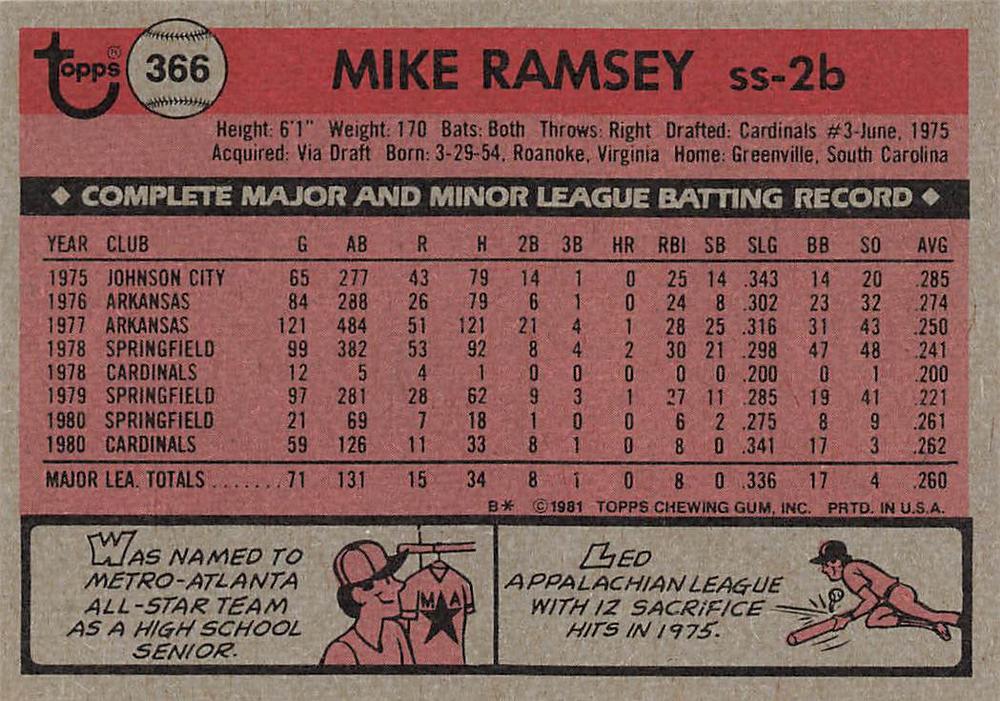 topps® 366 MIKE RAMSEY ss-2b
Height: 6'1" Weight: 170 Bats: Both Throws: Right Drafted: Cardinals #3-June, 1975
Acquired: Via Draft Born: 3-29-54, Roanoke, Virginia Home: Greenville, South Carolina
◆ COMPLETE MAJOR AND MINOR LEAGUE BATTING RECORD ◆
YEAR CLUB G AB R H 2B 3B HR RBI SB SLG BB SO AVG
1975 JOHNSON CITY 65 277 43 79 14 1 0 25 14 .343 14 20 .285
1976 ARKANSAS 84 288 26 79 6 1 0 24 8 .302 23 32 .274
1977 ARKANSAS 121 484 51 121 21 4 1 28 25 .316 31 43 .250
1978 SPRINGFIELD 99 382 53 92 8 4 2 30 21 .298 47 48 .241
1978 CARDINALS 12 5 4 1 0 0 0 0 0 .200 0 1 .200
1979 SPRINGFIELD 97 281 28 62 9 3 1 27 11 .285 19 41 .221
1980 SPRINGFIELD 21 69 7 18 1 0 0 6 2 .275 8 9 .261
1980 CARDINALS 59 126 11 33 8 1 0 8 0 .341 17 3 .262
MAJOR LEA. TOTALS.......71 131 15 34 8 1 0 8 0 .336 17 4 .260
B* ©1981 TOPPS CHEWING GUM, INC. PRTD. IN U.S.A.
WAS NAMED TO
METRO-ATLANTA
ALL-STAR TEAM
AS A HIGH SCHOOL
SENIOR.
M A
LED
APPALACHIAN LEAGUE
WITH 12 SACRIFICE
HITS IN 1975.